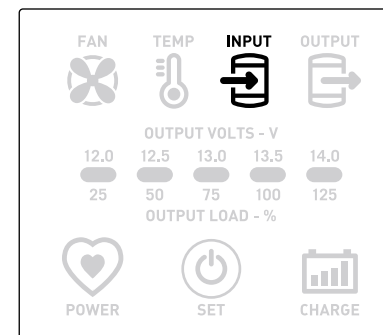 FAN TEMP INPUT OUTPUT
OUTPUT VOLTS - V
12.0 12.5 13.0 13.5 14.0
25 50 75 100 125
OUTPUT LOAD - %
POWER SET CHARGE